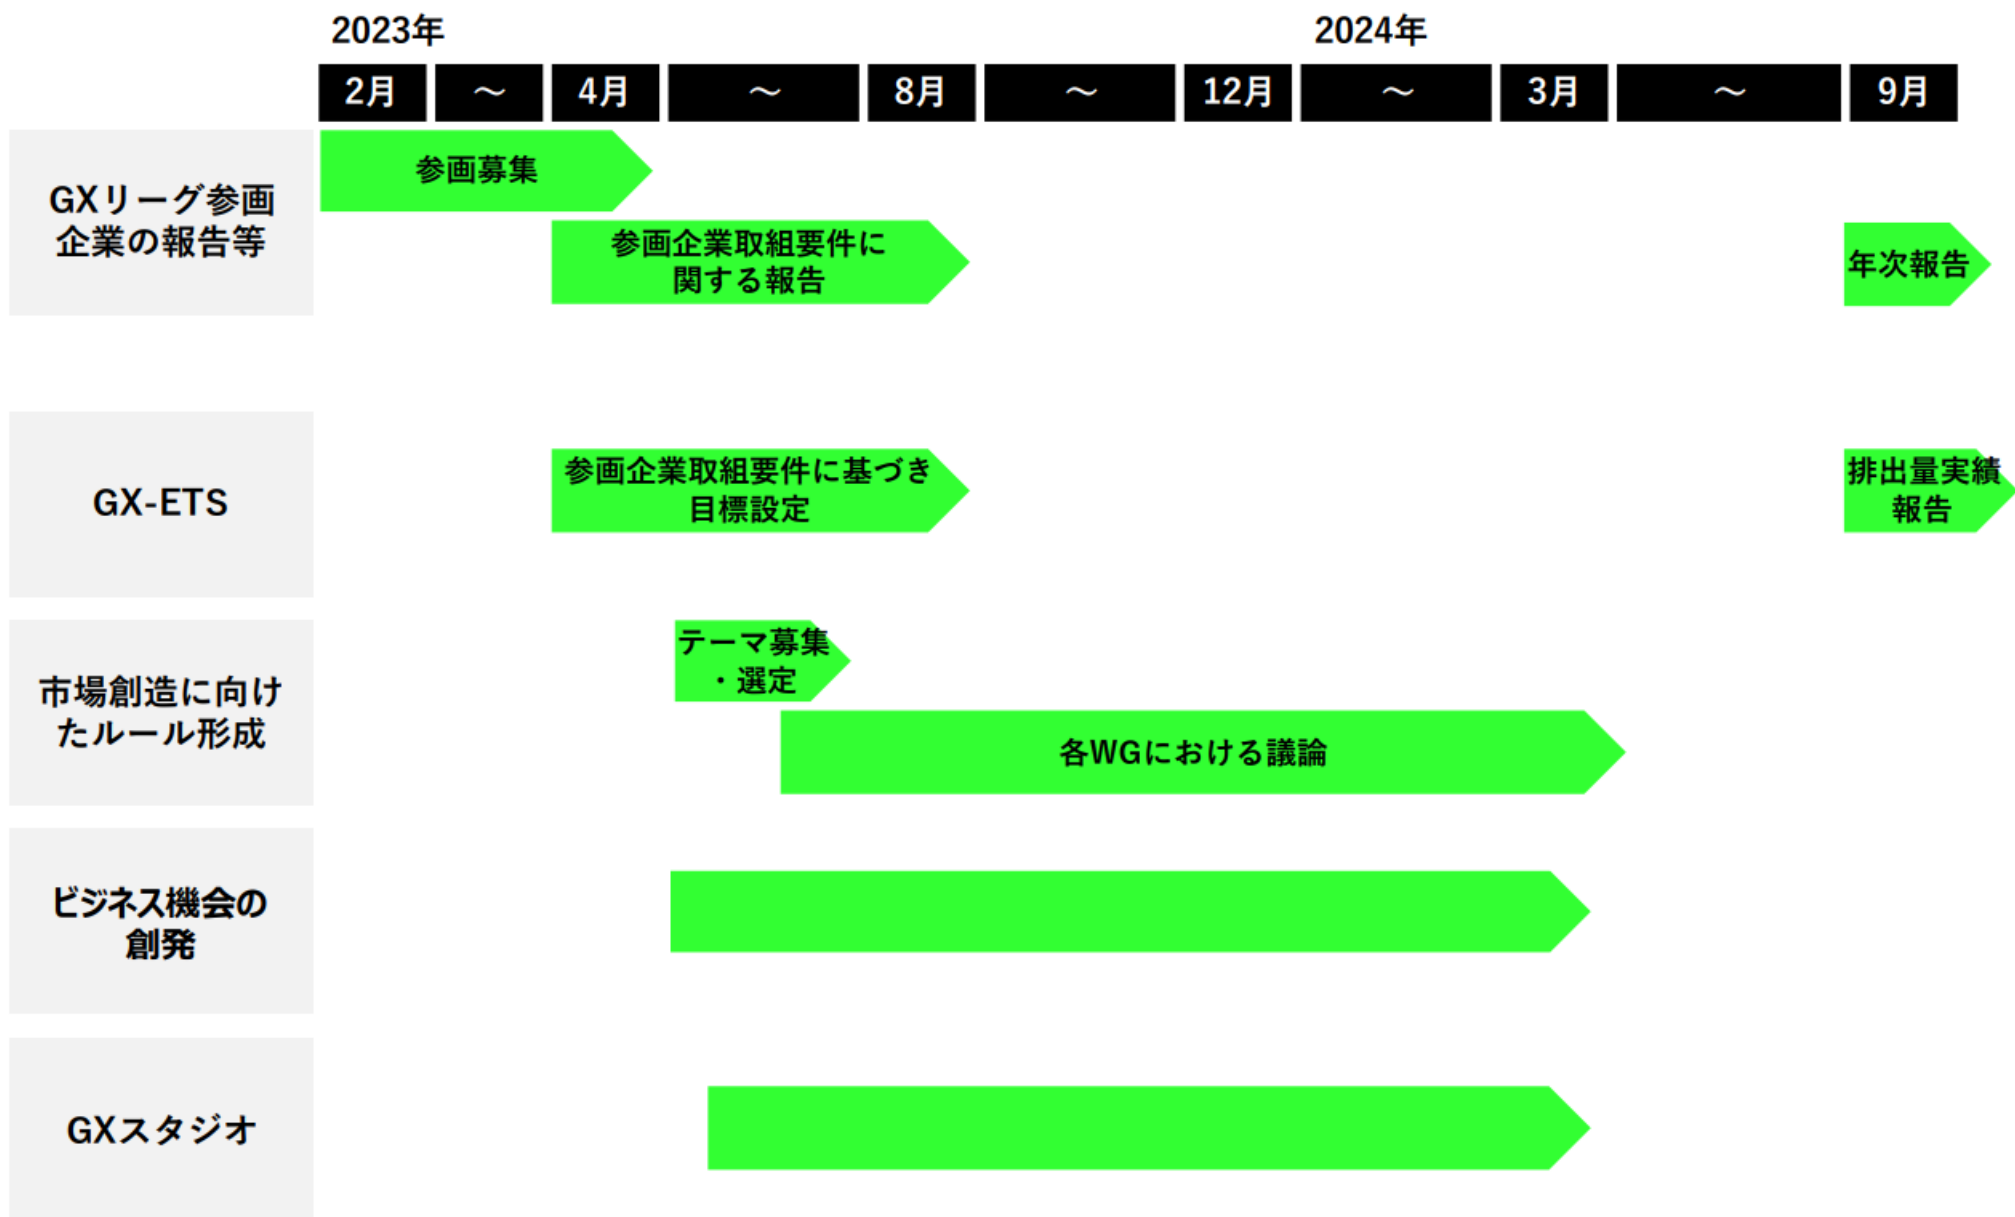 2023年
2024年
2月 ～ 4月 ～ 8月 ～ 12月 ～ 3月 ～ 9月
GXリーグ参画
企業の報告等
参画募集
参画企業取組要件に
関する報告
年次報告
GX-ETS
参画企業取組要件に基づき
目標設定
排出量実績
報告
市場創造に向け
たルール形成
テーマ募集
・選定
各WGにおける議論
ビジネス機会の
創発
GXスタジオ